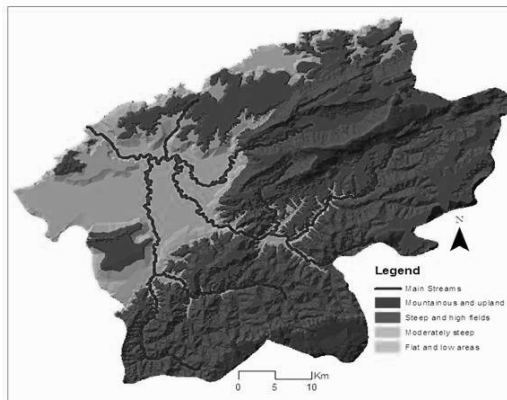 N
Legend
Main Streams
Mountainous and upland
Steep and high fields
Moderately steep
Flat and low areas
Km
0 5 10